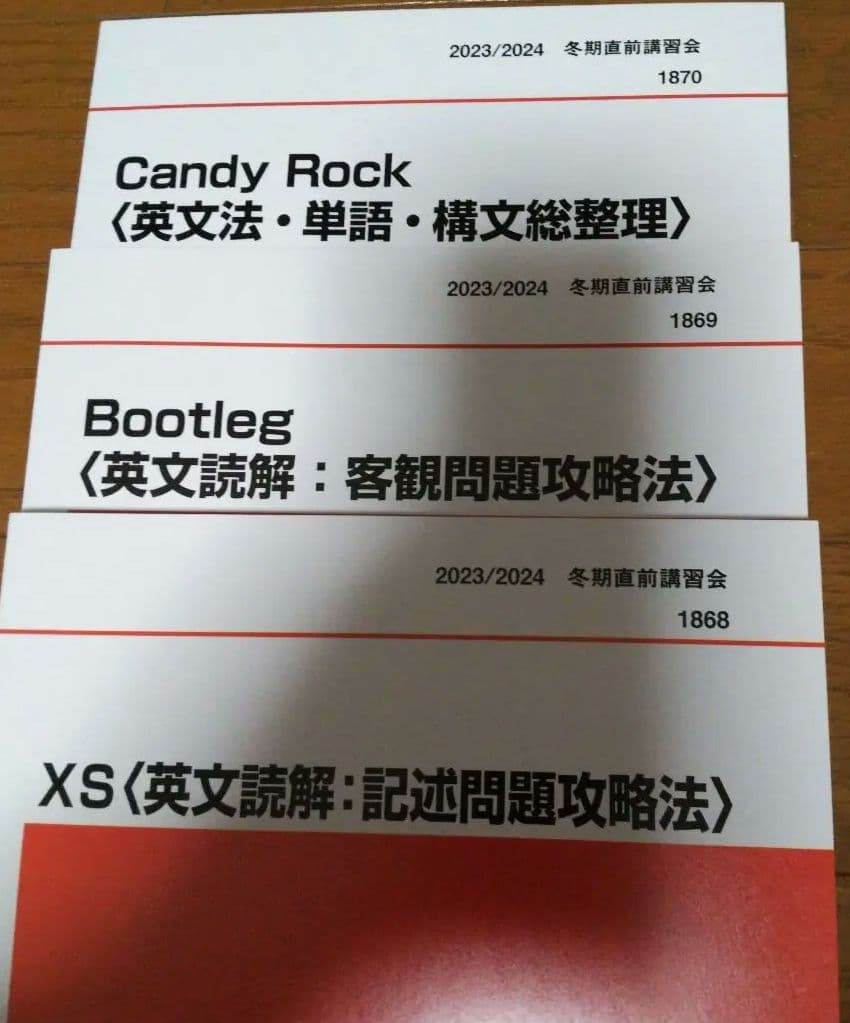 2023/2024 冬期直前講習会
1870
Candy Rock
〈英文法・単語・構文総整理〉
2023/2024 冬期直前講習会
1869
Bootleg
〈英文読解：客観問題攻略法〉
2023/2024 冬期直前講習会
1868
XS〈英文読解：記述問題攻略法〉